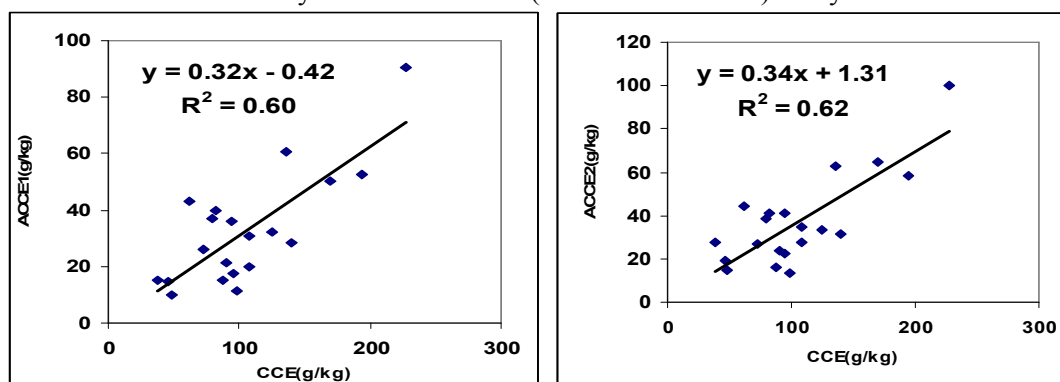 100
80
60
40
20
0
ACCE1(g/kg)
y = 0.32x - 0.42
R² = 0.60
0 100 200 300
CCE(g/kg)
120
100
80
60
40
20
0
ACCE2(g/kg)
y = 0.34x + 1.31
R² = 0.62
0 100 200 300
CCE(g/kg)